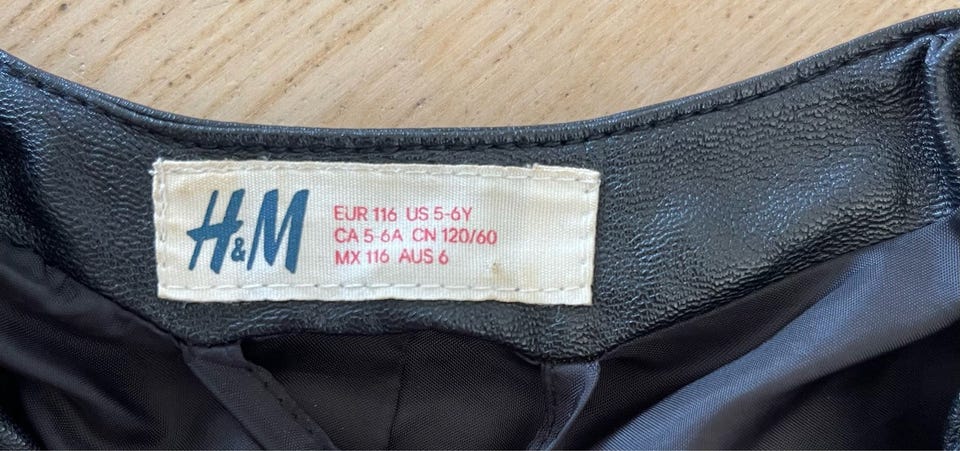 H&M
EUR 116 US 5-6Y
CA 5-6A CN 120/60
MX 116 AUS 6